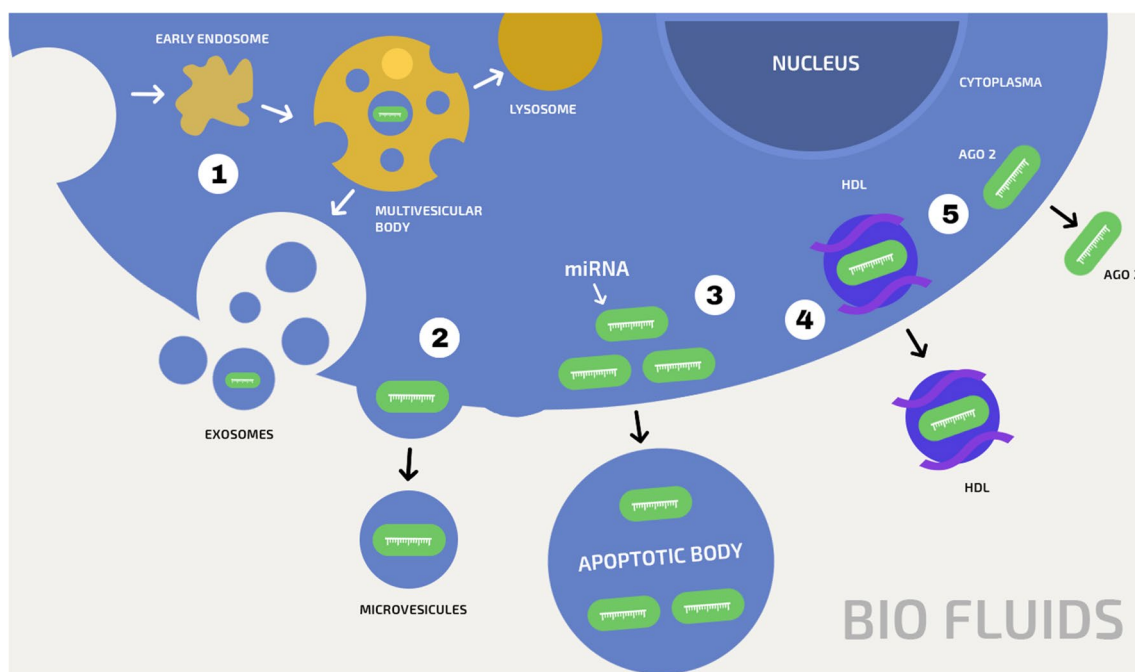 EARLY ENDOSOME
NUCLEUS
CYTOPLASMA
LYSOSOME
AGO 2
1
HDL
MULTIVESICULAR
BODY
5
miRNA
AGO
3
4
2
EXOSOMES
HDL
MICROVESICULES
APOPTOTIC BODY
BIO FLUIDS